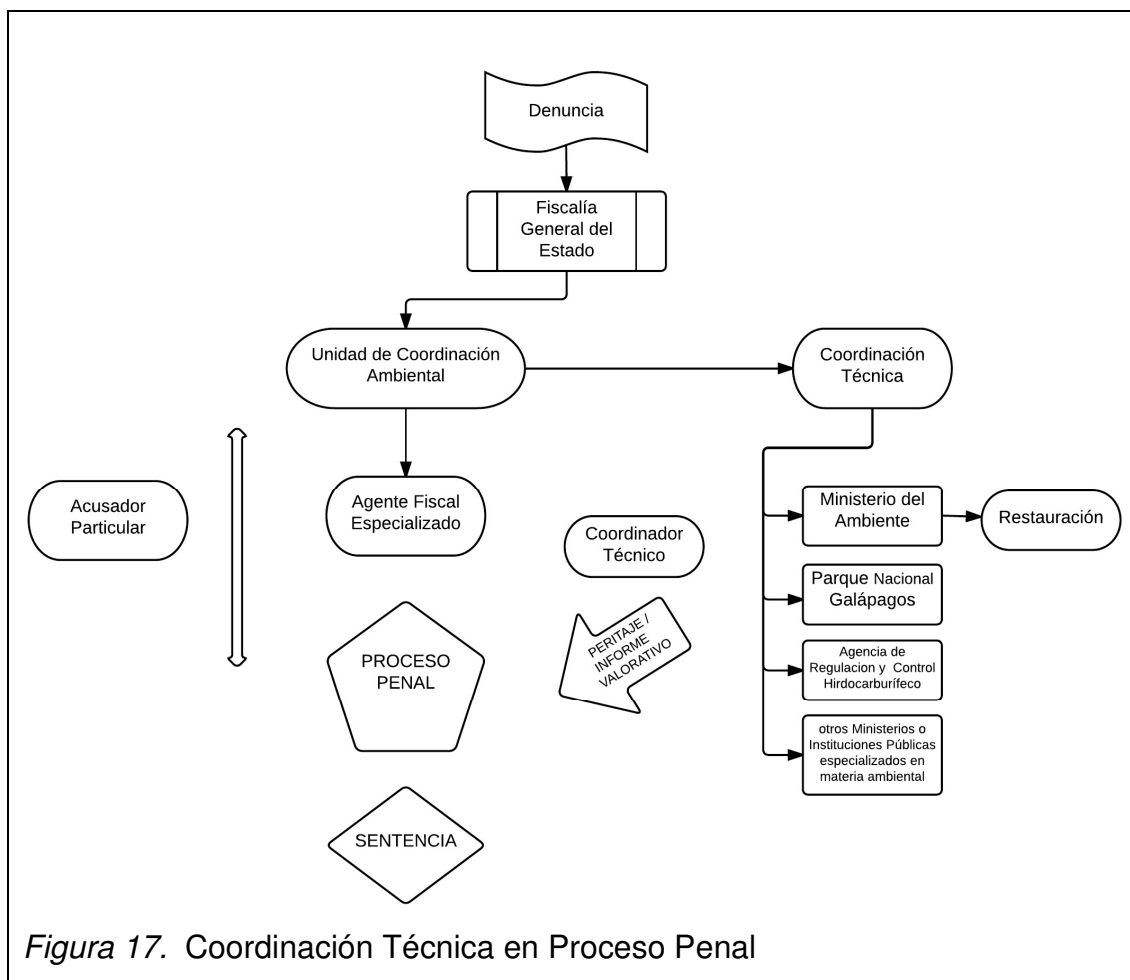 Denuncia
Fiscalía
General del
Estado
Unidad de Coordinación
Ambiental
Coordinación
Técnica
Acusador
Particular
Agente Fiscal
Especializado
Coordinador
Técnico
Ministerio del
Ambiente
Restauración
Parque Nacional
Galápagos
PERITAJE /
INFORME
VALORATIVO
PROCESO
PENAL
Agencia de
Regulacion y Control
Hirdocarburífeco
otros Ministerios o
Instituciones Públicas
especializados en
materia ambiental
SENTENCIA
Figura 17. Coordinación Técnica en Proceso Penal